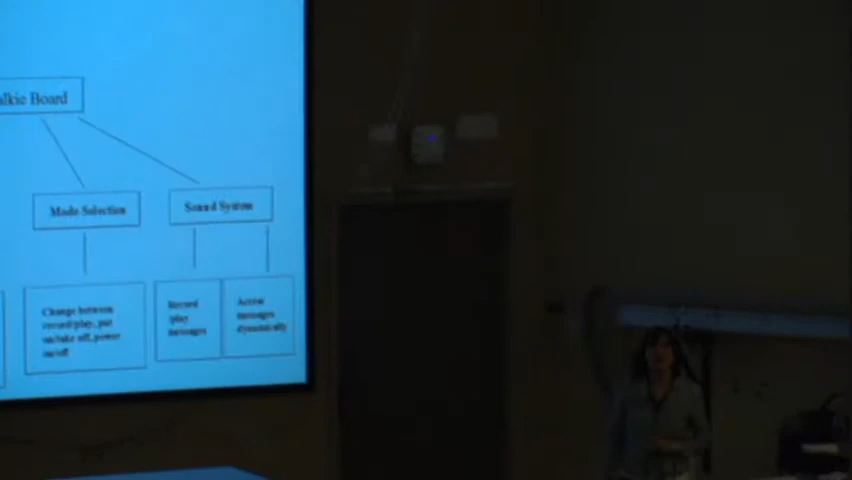 alkie Board
Mode Selection
Sound System
Change between
record/play, put
on/take off, power
on/off
Record
/play
messages
Access
messages
dynamically